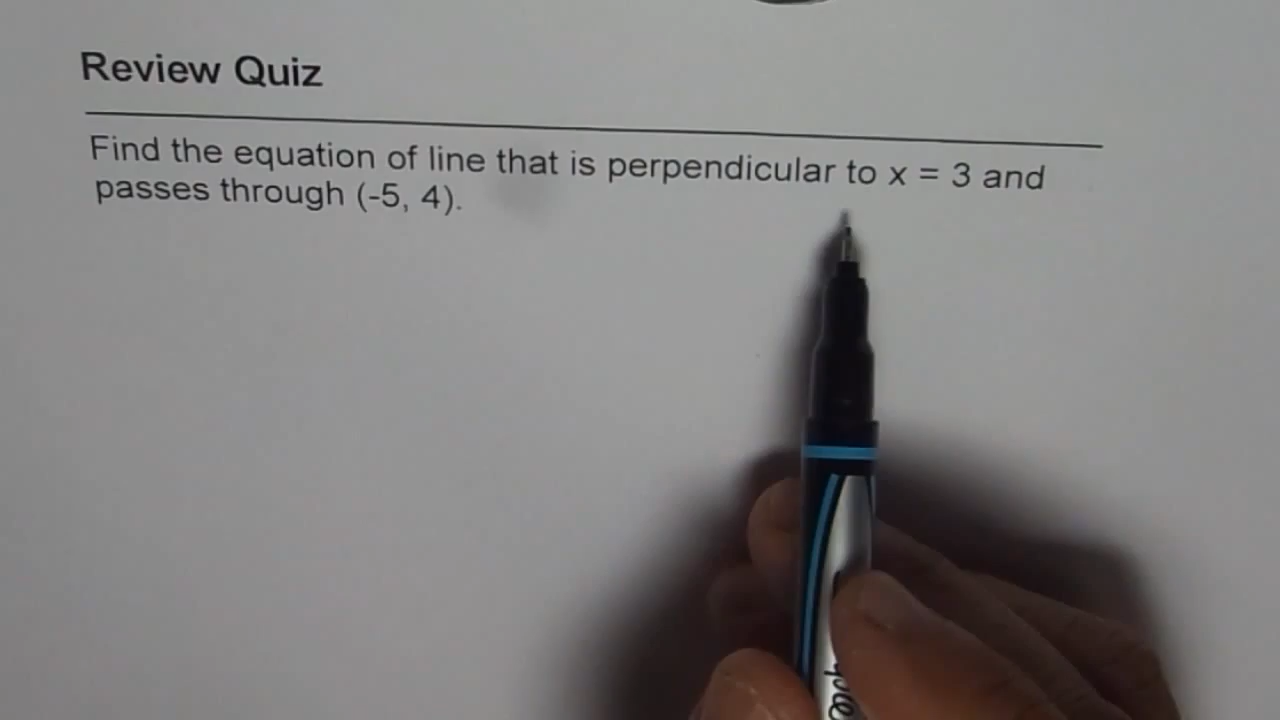 Review Quiz
Find the equation of line that is perpendicular to x = 3 and
passes through (-5, 4).